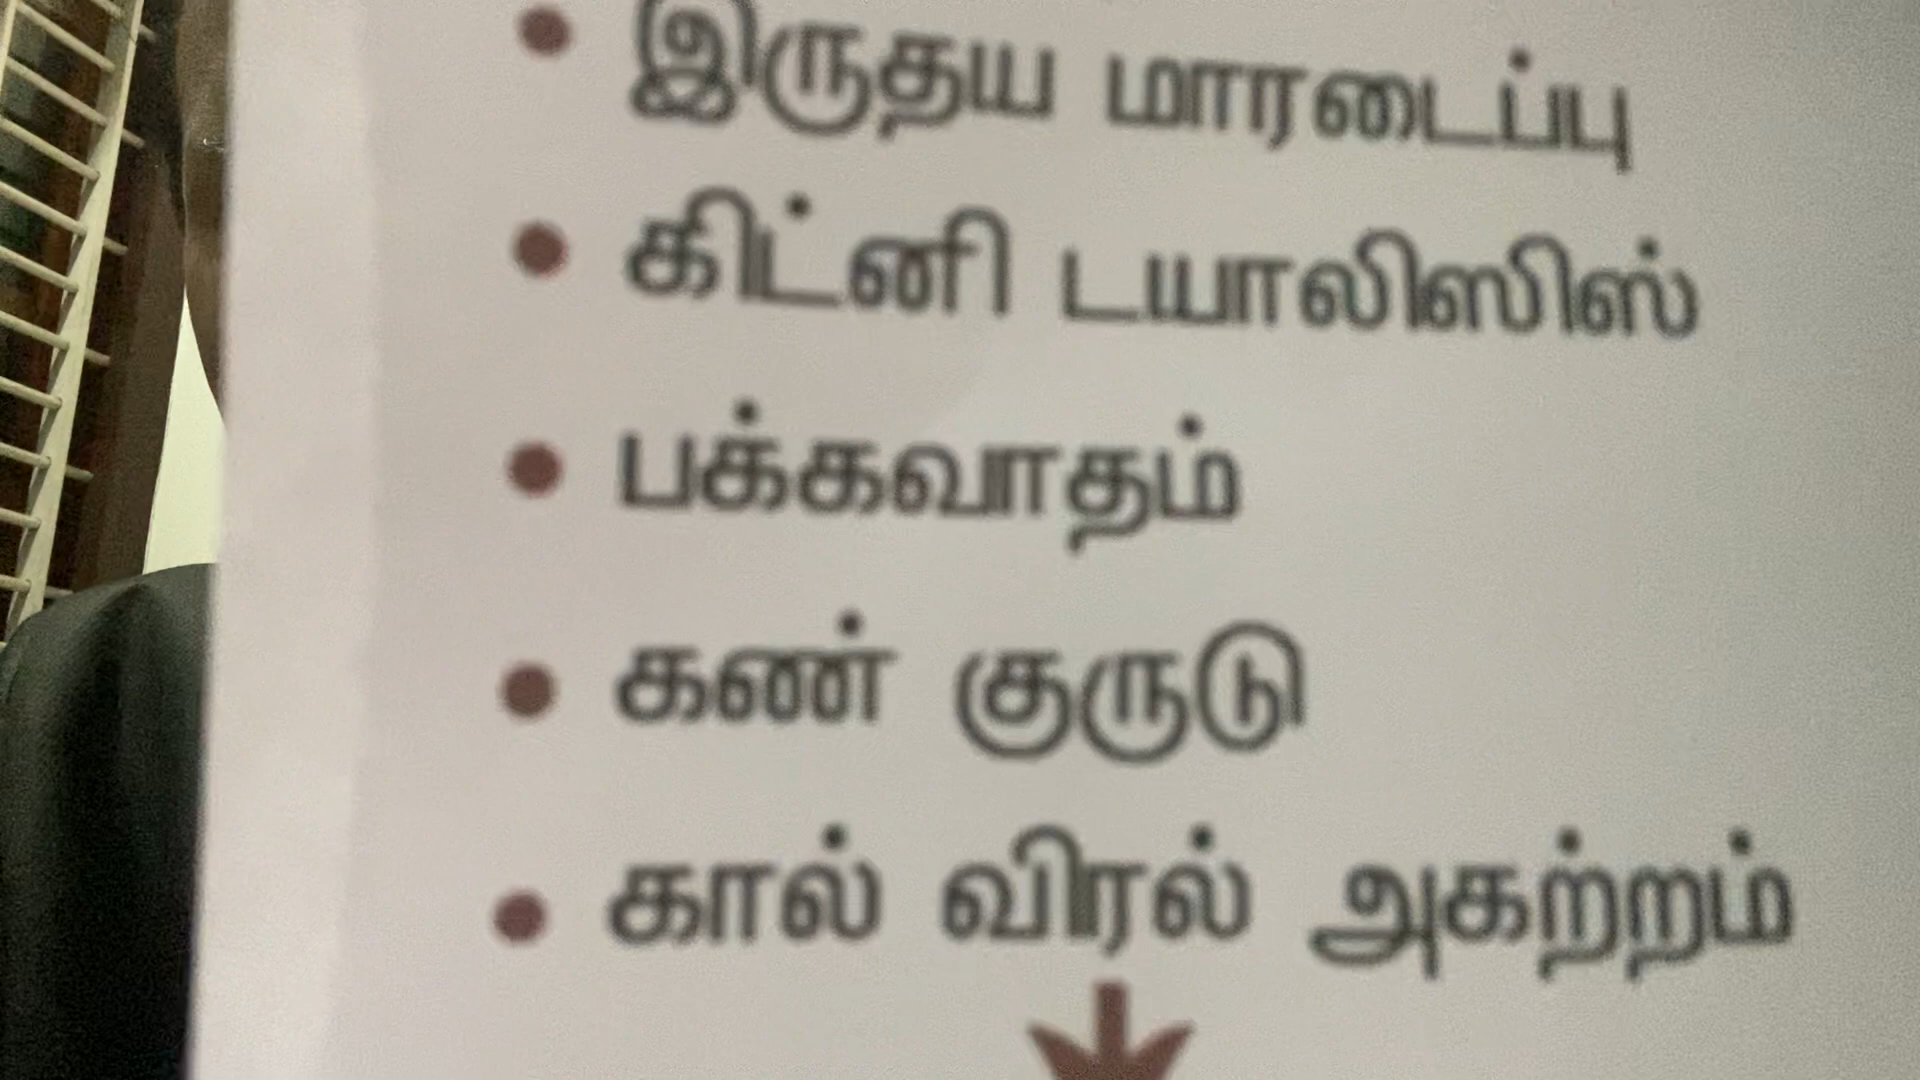 • இருதய மாரடைப்பு
• கிட்னி டயாலிஸிஸ்
• பக்கவாதம்
• கண் குருடு
• கால் விரல் அகற்றம்